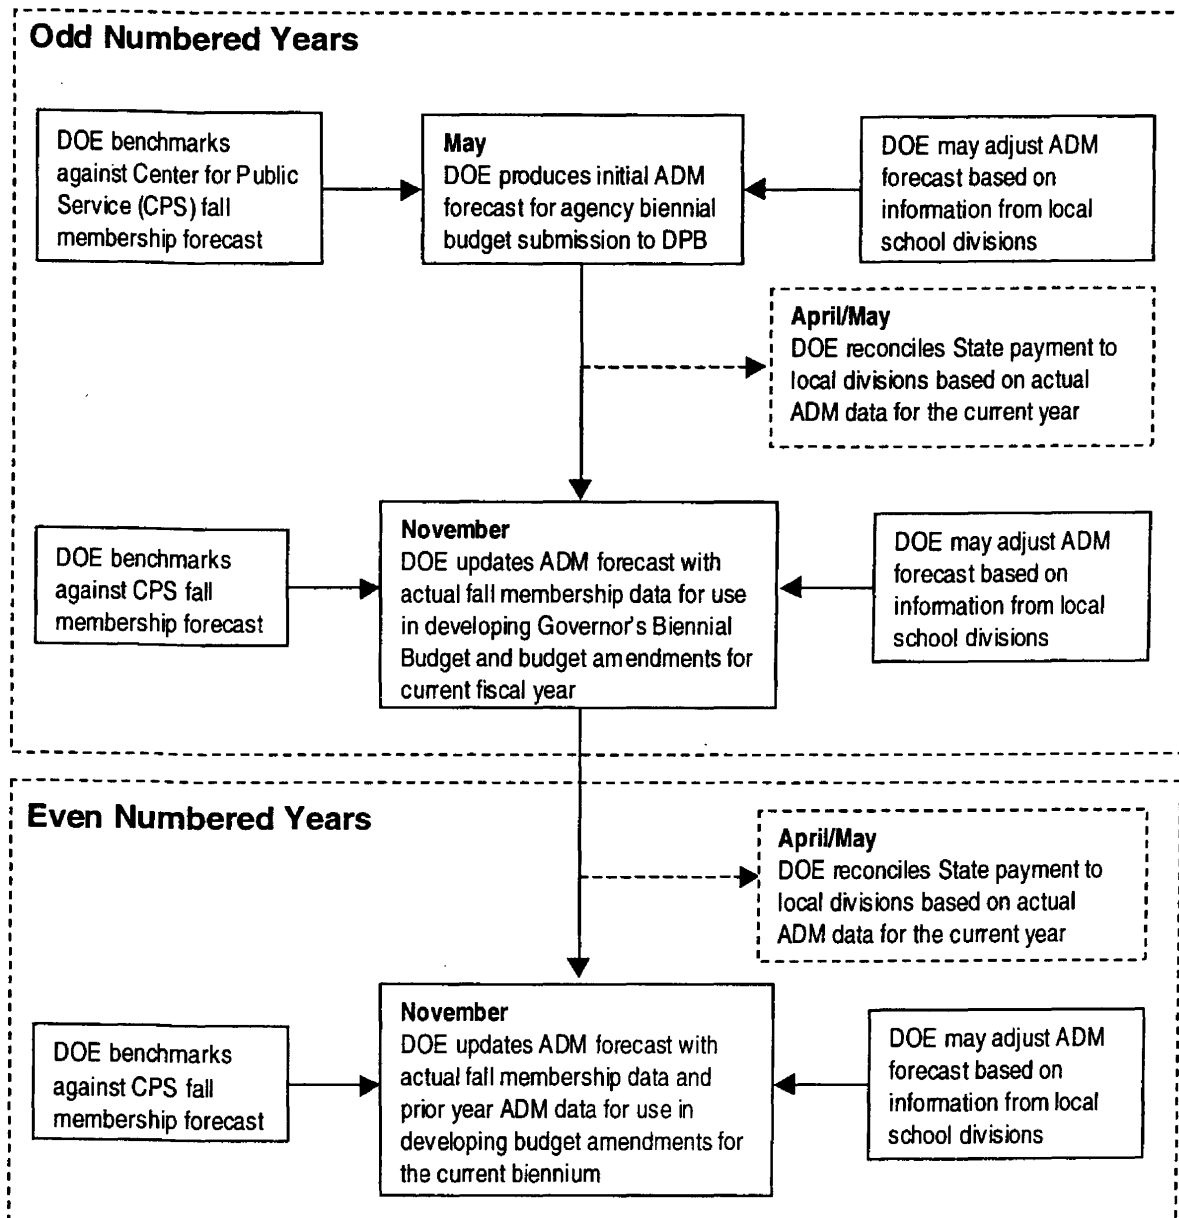 Odd Numbered Years
DOE benchmarks
against Center for Public
Service (CPS) fall
membership forecast
May
DOE produces initial ADM
forecast for agency biennial
budget submission to DPB
DOE may adjust ADM
forecast based on
information from local
school divisions
April/May
DOE reconciles State payment to
local divisions based on actual
ADM data for the current year
DOE benchmarks
against CPS fall
membership forecast
November
DOE updates ADM forecast with
actual fall membership data for use
in developing Governor's Biennial
Budget and budget amendments for
current fiscal year
DOE may adjust ADM
forecast based on
information from local
school divisions
Even Numbered Years
April/May
DOE reconciles State payment to
local divisions based on actual
ADM data for the current year
DOE benchmarks
against CPS fall
membership forecast
November
DOE updates ADM forecast with
actual fall membership data and
prior year ADM data for use in
developing budget amendments for
the current biennium
DOE may adjust ADM
forecast based on
information from local
school divisions